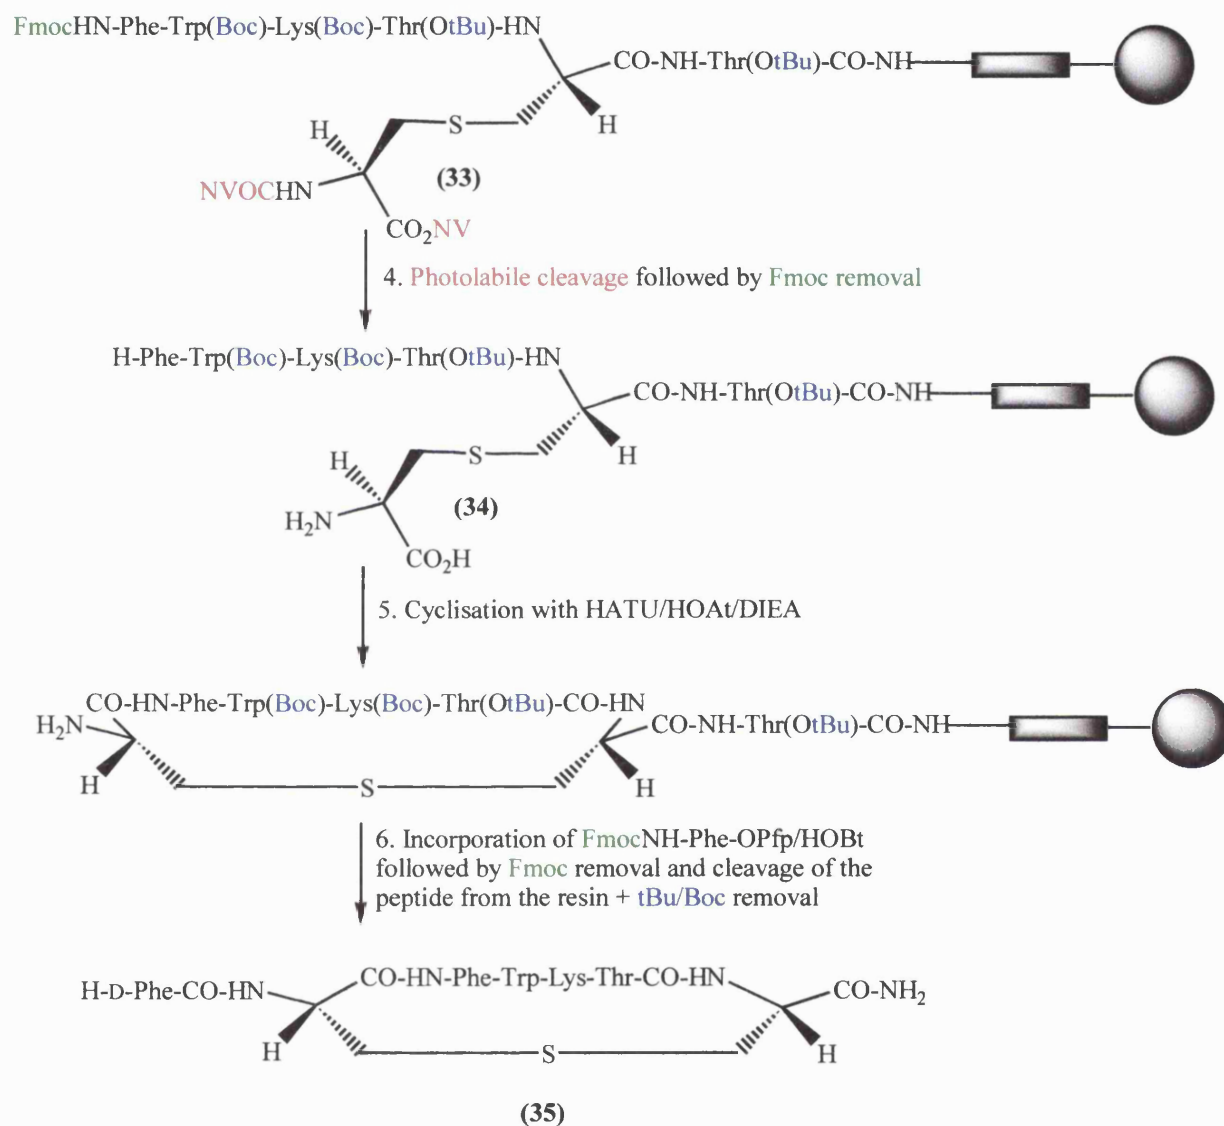 FmocHN-Phe-Trp(Boc)-Lys(Boc)-Thr(OtBu)-HN
CO-NH-Thr(OtBu)-CO-NH
H
S
H
(33)
NVOCHN
CO₂NV
4. Photolabile cleavage followed by Fmoc removal
H-Phe-Trp(Boc)-Lys(Boc)-Thr(OtBu)-HN
CO-NH-Thr(OtBu)-CO-NH
H
S
H
(34)
H₂N
CO₂H
5. Cyclisation with HATU/HOAt/DIEA
CO-HN-Phe-Trp(Boc)-Lys(Boc)-Thr(OtBu)-CO-HN
H₂N
CO-NH-Thr(OtBu)-CO-NH
H
S
H
6. Incorporation of FmocNH-Phe-OPfp/HOBt
followed by Fmoc removal and cleavage of the
peptide from the resin + tBu/Boc removal
CO-HN-Phe-Trp-Lys-Thr-CO-HN
H-D-Phe-CO-HN
CO-NH₂
H
S
H
(35)